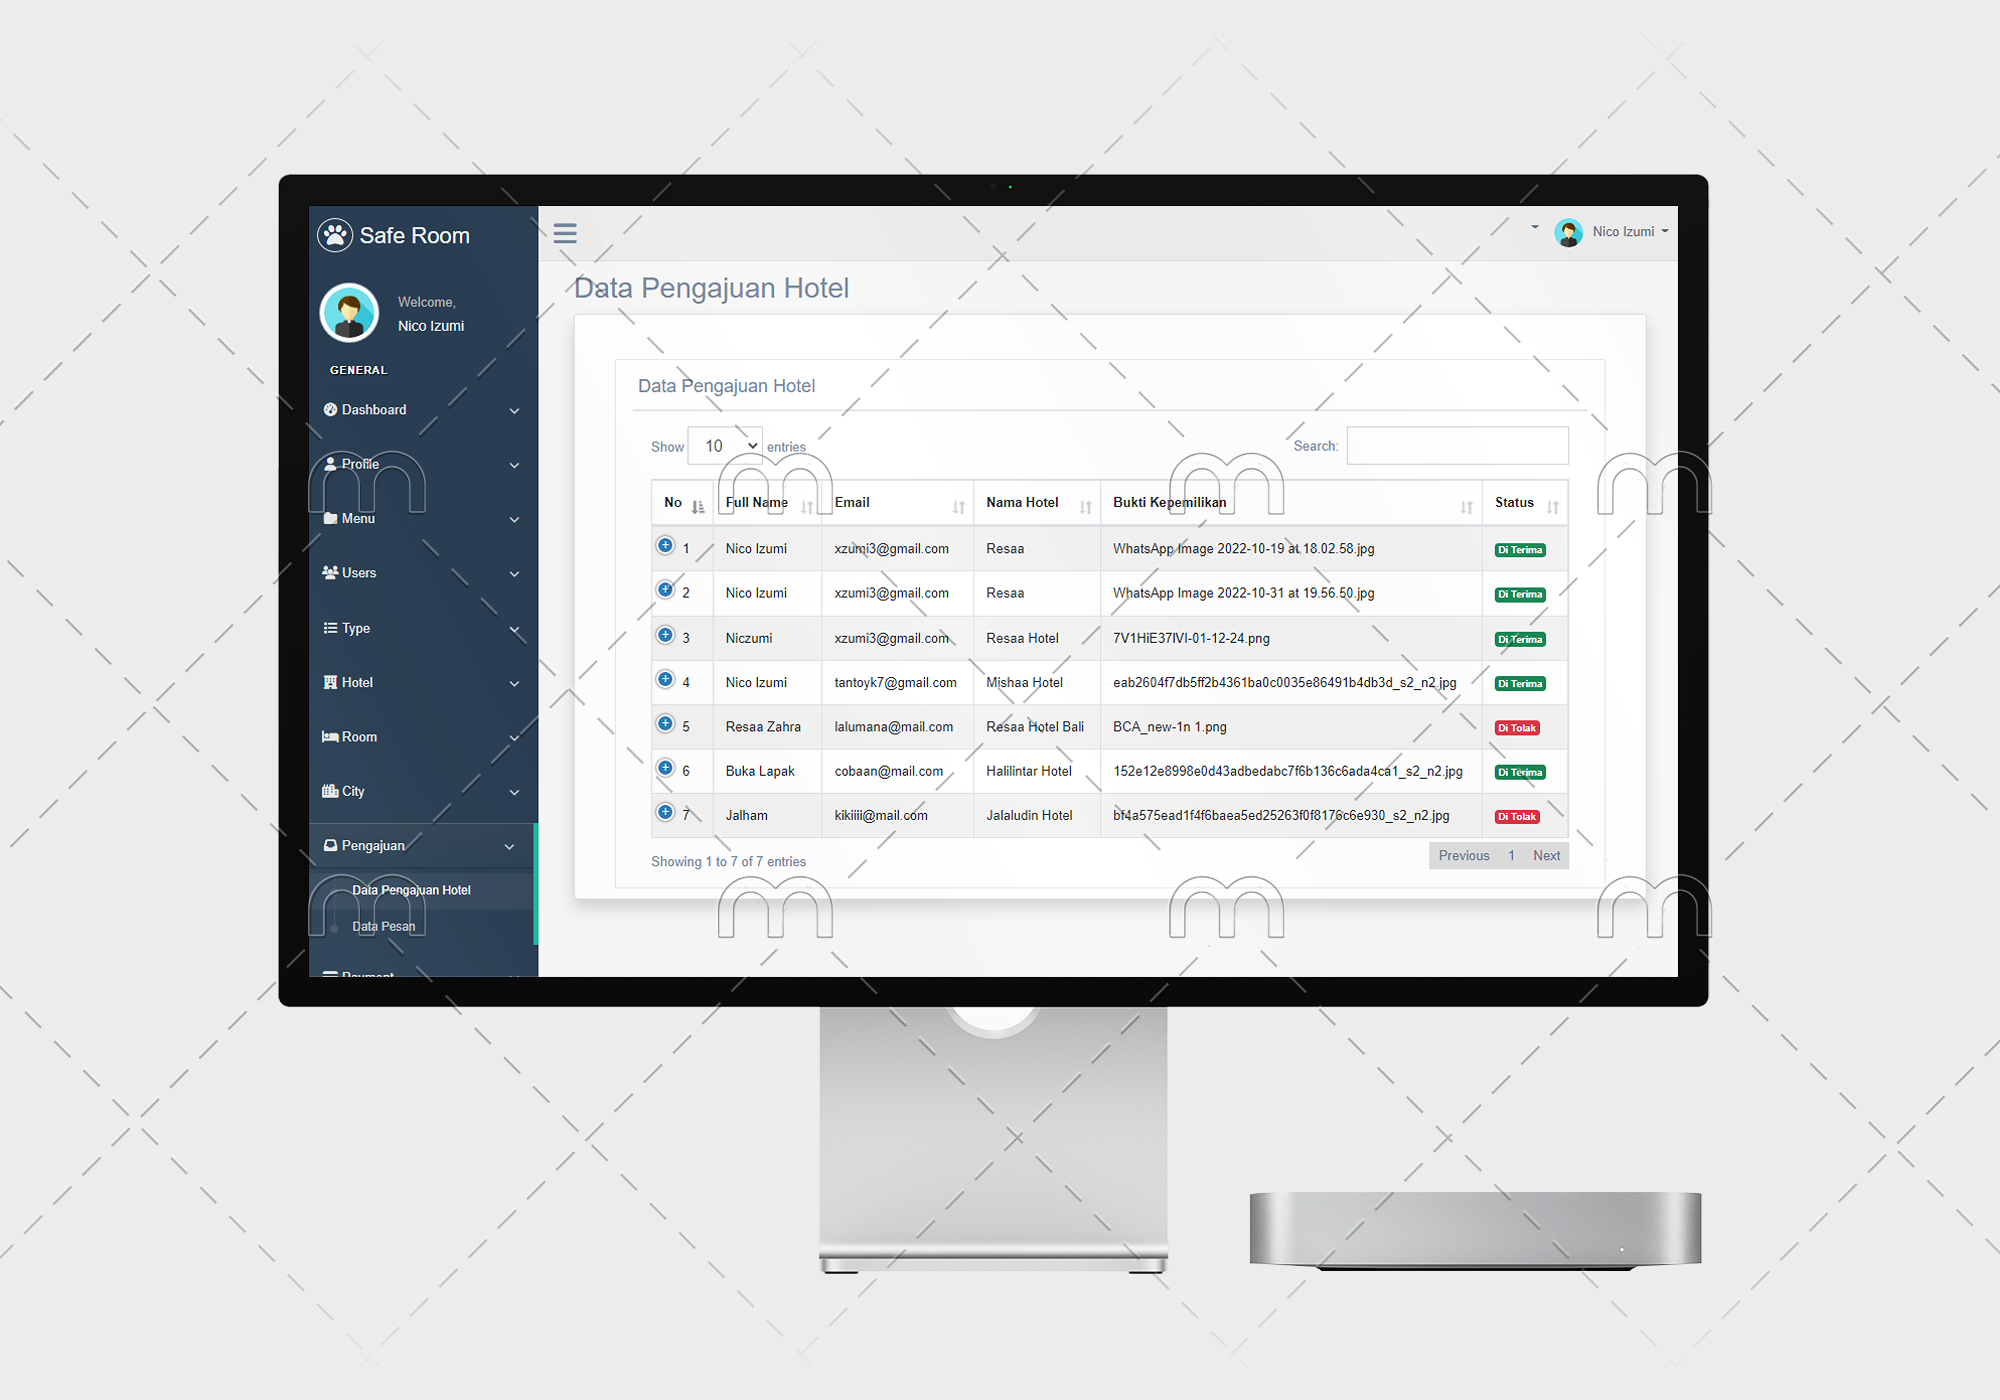 Safe Room
Nico Izumi
Welcome,
Nico Izumi
GENERAL
Dashboard
Profile
Menu
Users
Type
Hotel
Room
City
Pengajuan
Data Pengajuan Hotel
Data Pesan
Payment
Data Pengajuan Hotel
Data Pengajuan Hotel
Show 10 entries Search:
No Full Name Email Nama Hotel Bukti Kepemilikan Status
1 Nico Izumi xzumi3@gmail.com Resaa WhatsApp Image 2022-10-19 at 18.02.58.jpg Di Terima
2 Nico Izumi xzumi3@gmail.com Resaa WhatsApp Image 2022-10-31 at 19.56.50.jpg Di Terima
3 Niczumi xzumi3@gmail.com Resaa Hotel 7V1HiE37IVI-01-12-24.png Di Terima
4 Nico Izumi tantoyk7@gmail.com Mishaa Hotel eab2604f7db5ff2b4361ba0c0035e86491b4db3d_s2_n2.jpg Di Terima
5 Resaa Zahra lalumana@mail.com Resaa Hotel Bali BCA_new-1n 1.png Di Tolak
6 Buka Lapak cobaan@mail.com Halilintar Hotel 152e12e8998e0d43adbedabc7f6b136c6ada4ca1_s2_n2.jpg Di Terima
7 Jalham kikiiii@mail.com Jalaludin Hotel bf4a575ead1f4f6baea5ed25263f0f8176c6e930_s2_n2.jpg Di Tolak
Showing 1 to 7 of 7 entries Previous 1 Next